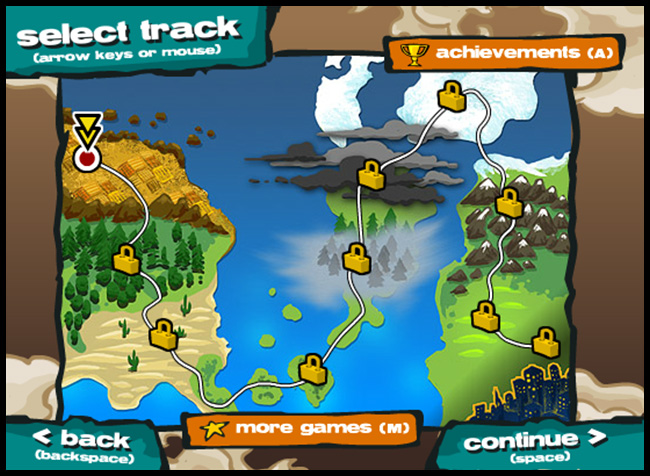 select track
(arrow keys or mouse)
achievements (A)
more games (M)
< back
(backspace)
continue >
(space)